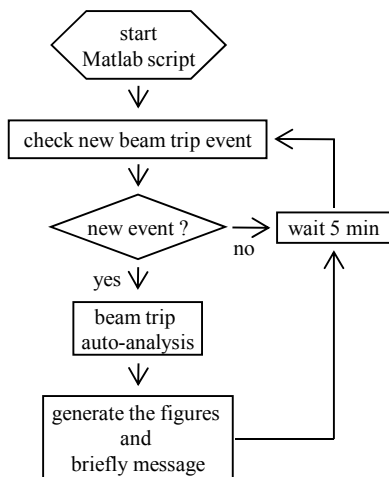 start
Matlab script
check new beam trip event
new event ?
no
wait 5 min
yes
beam trip
auto-analysis
generate the figures
and
briefly message